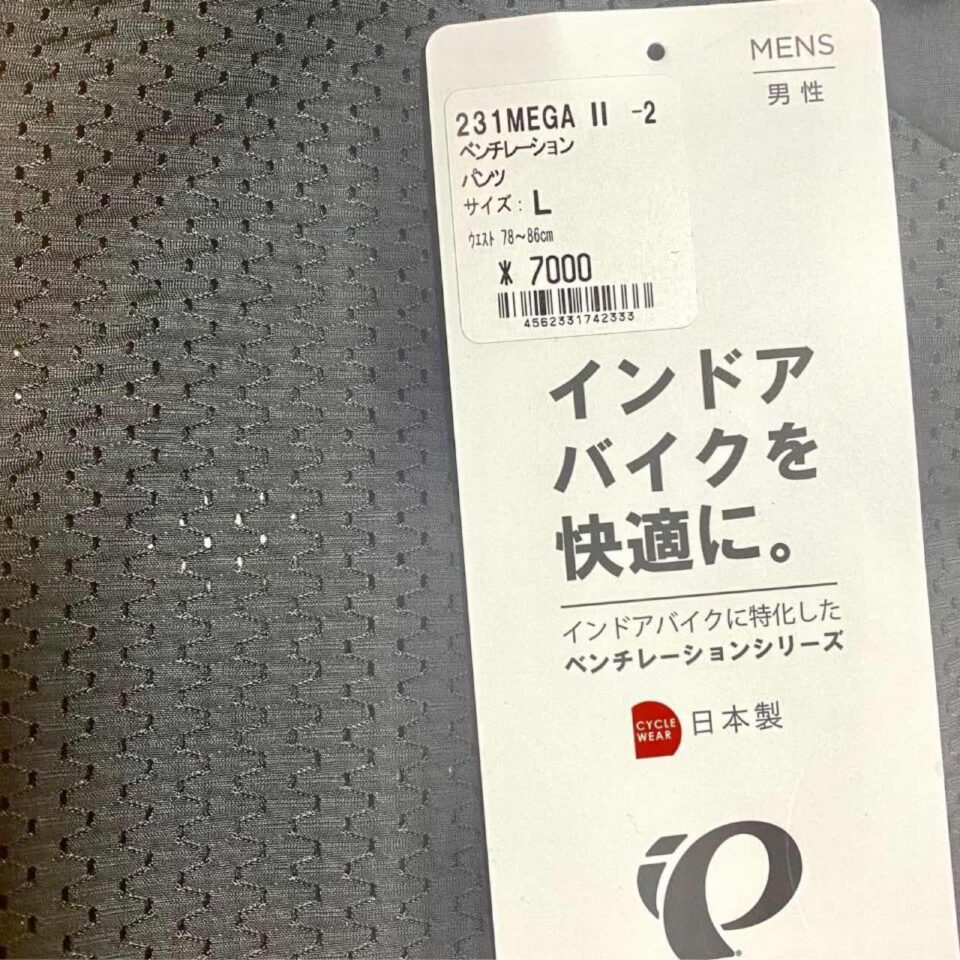 MENS
男性
231MEGA II -2
ベンチレーション
パンツ
サイズ: L
ウエスト 78~86cm
¥ 7000
4562331742333
インドア
バイクを
快適に。
インドアバイクに特化した
ベンチレーションシリーズ
CYCLE
WEAR
日本製